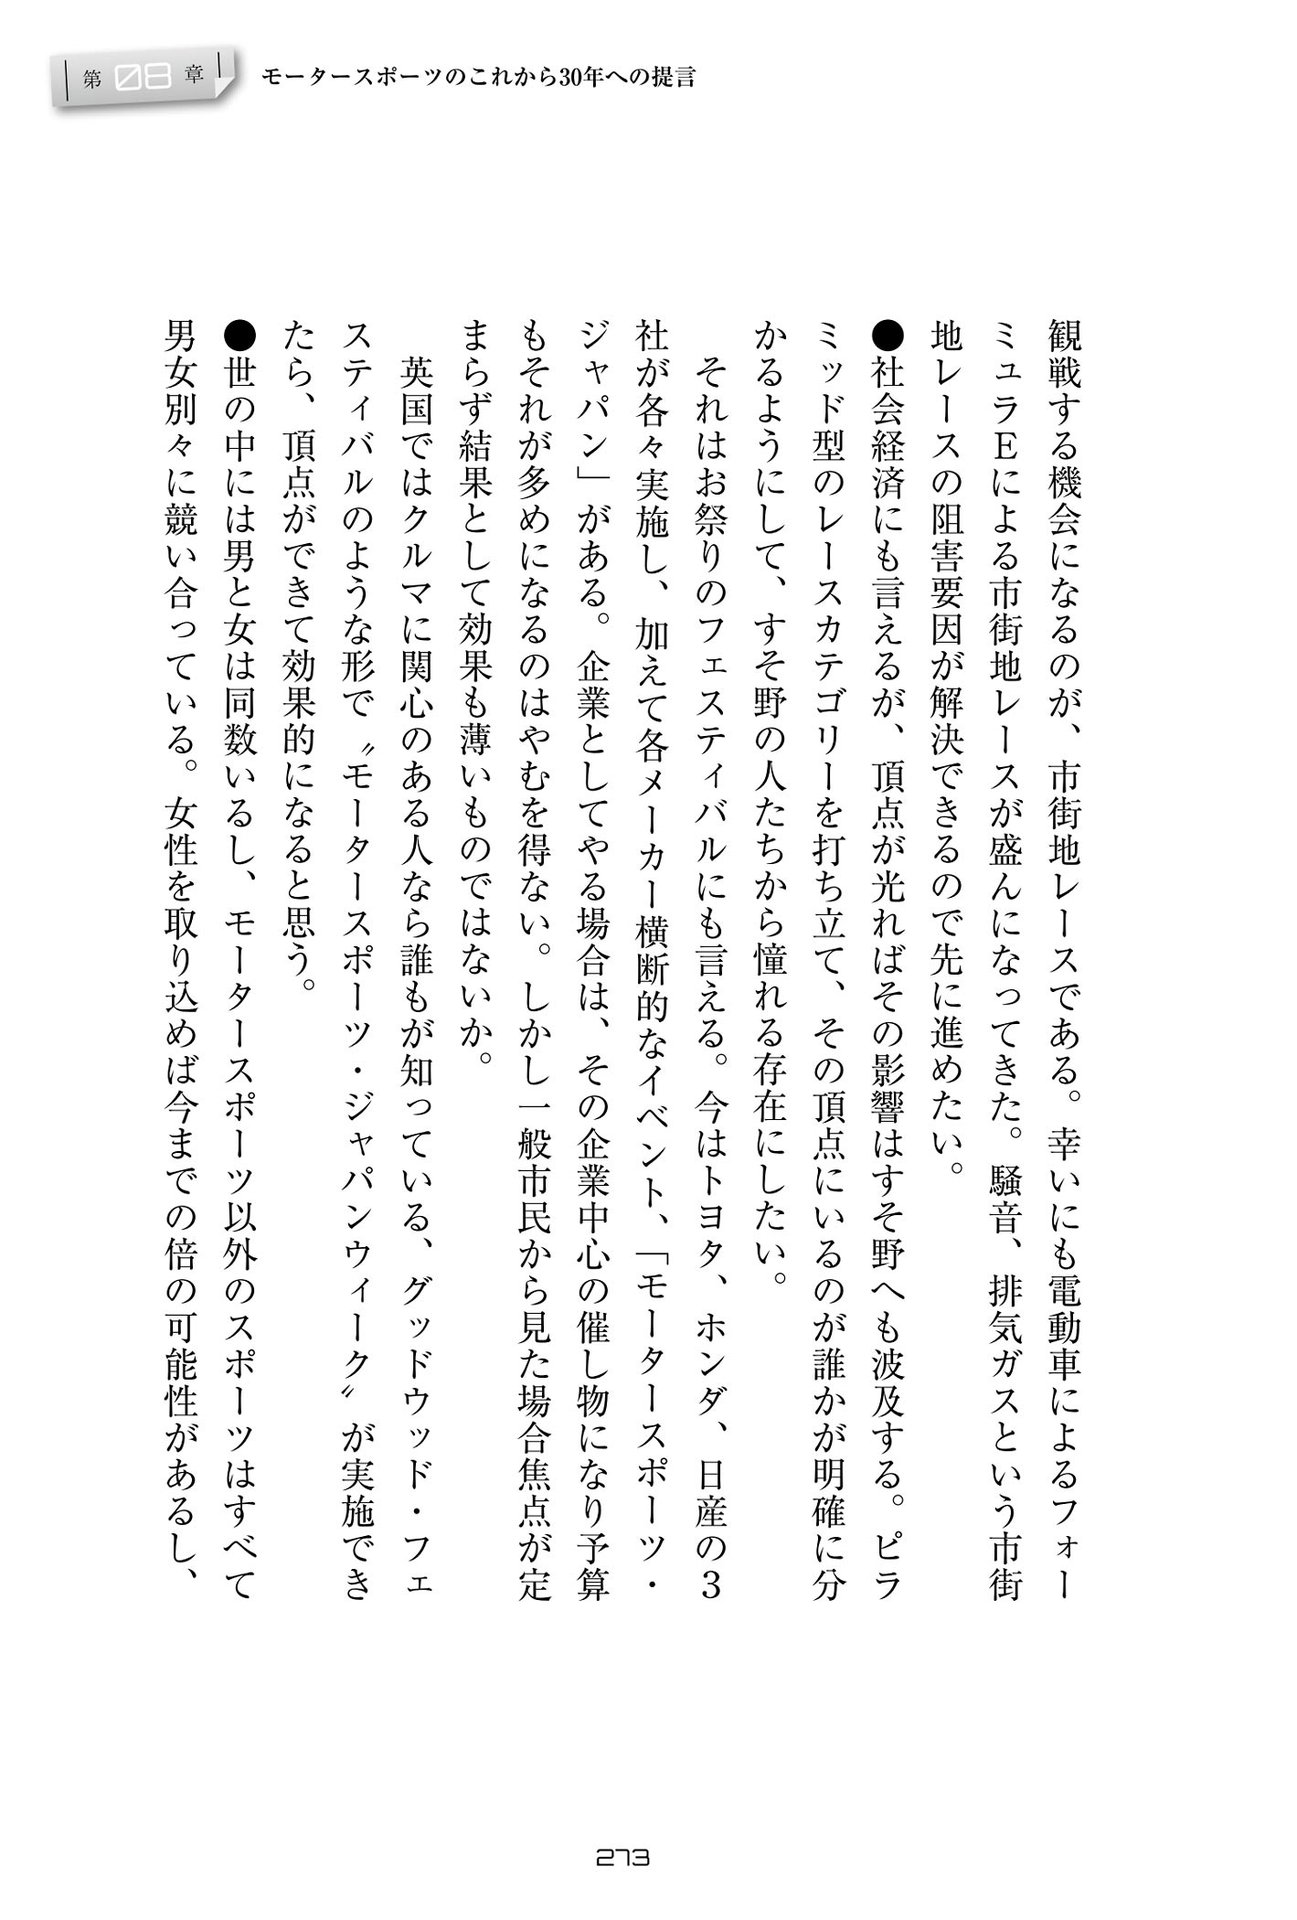 第08章
モータースポーツのこれから30年への提言
観戦する機会になるのが、市街地レースである。幸いにも電動車によるフォー
ミュラEによる市街地レースが盛んになってきた。騒音、排気ガスという市街
地レースの阻害要因が解決できるので先に進めたい。
●社会経済にも言えるが、頂点が光ればその影響はすそ野へも波及する。ピラ
ミッド型のレースカテゴリーを打ち立て、その頂点にいるのが誰かが明確に分
かるようにして、すそ野の人たちから憧れる存在にしたい。
それはお祭りのフェスティバルにも言える。今はトヨタ、ホンダ、日産の3
社が各々実施し、加えて各メーカー横断的なイベント、「モータースポーツ・
ジャパン」がある。企業としてやる場合は、その企業中心の催し物になり予算
もそれが多めになるのはやむを得ない。しかし一般市民から見た場合焦点が定
まらず結果として効果も薄いものではないか。
英国ではクルマに関心のある人なら誰もが知っている、グッドウッド・フェ
スティバルのような形で〝モータースポーツ・ジャパンウィーク〟が実施でき
たら、頂点ができて効果的になると思う。
●世の中には男と女は同数いるし、モータースポーツ以外のスポーツはすべて
男女別々に競い合っている。女性を取り込めば今までの倍の可能性があるし、
273